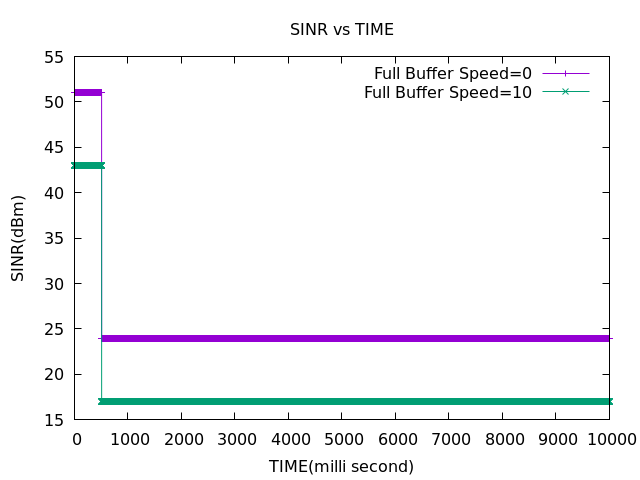 SINR vs TIME
55
50
45
40
35
30
25
20
15
SINR(dBm)
Full Buffer Speed=0
Full Buffer Speed=10
0 1000 2000 3000 4000 5000 6000 7000 8000 9000 10000
TIME(milli second)